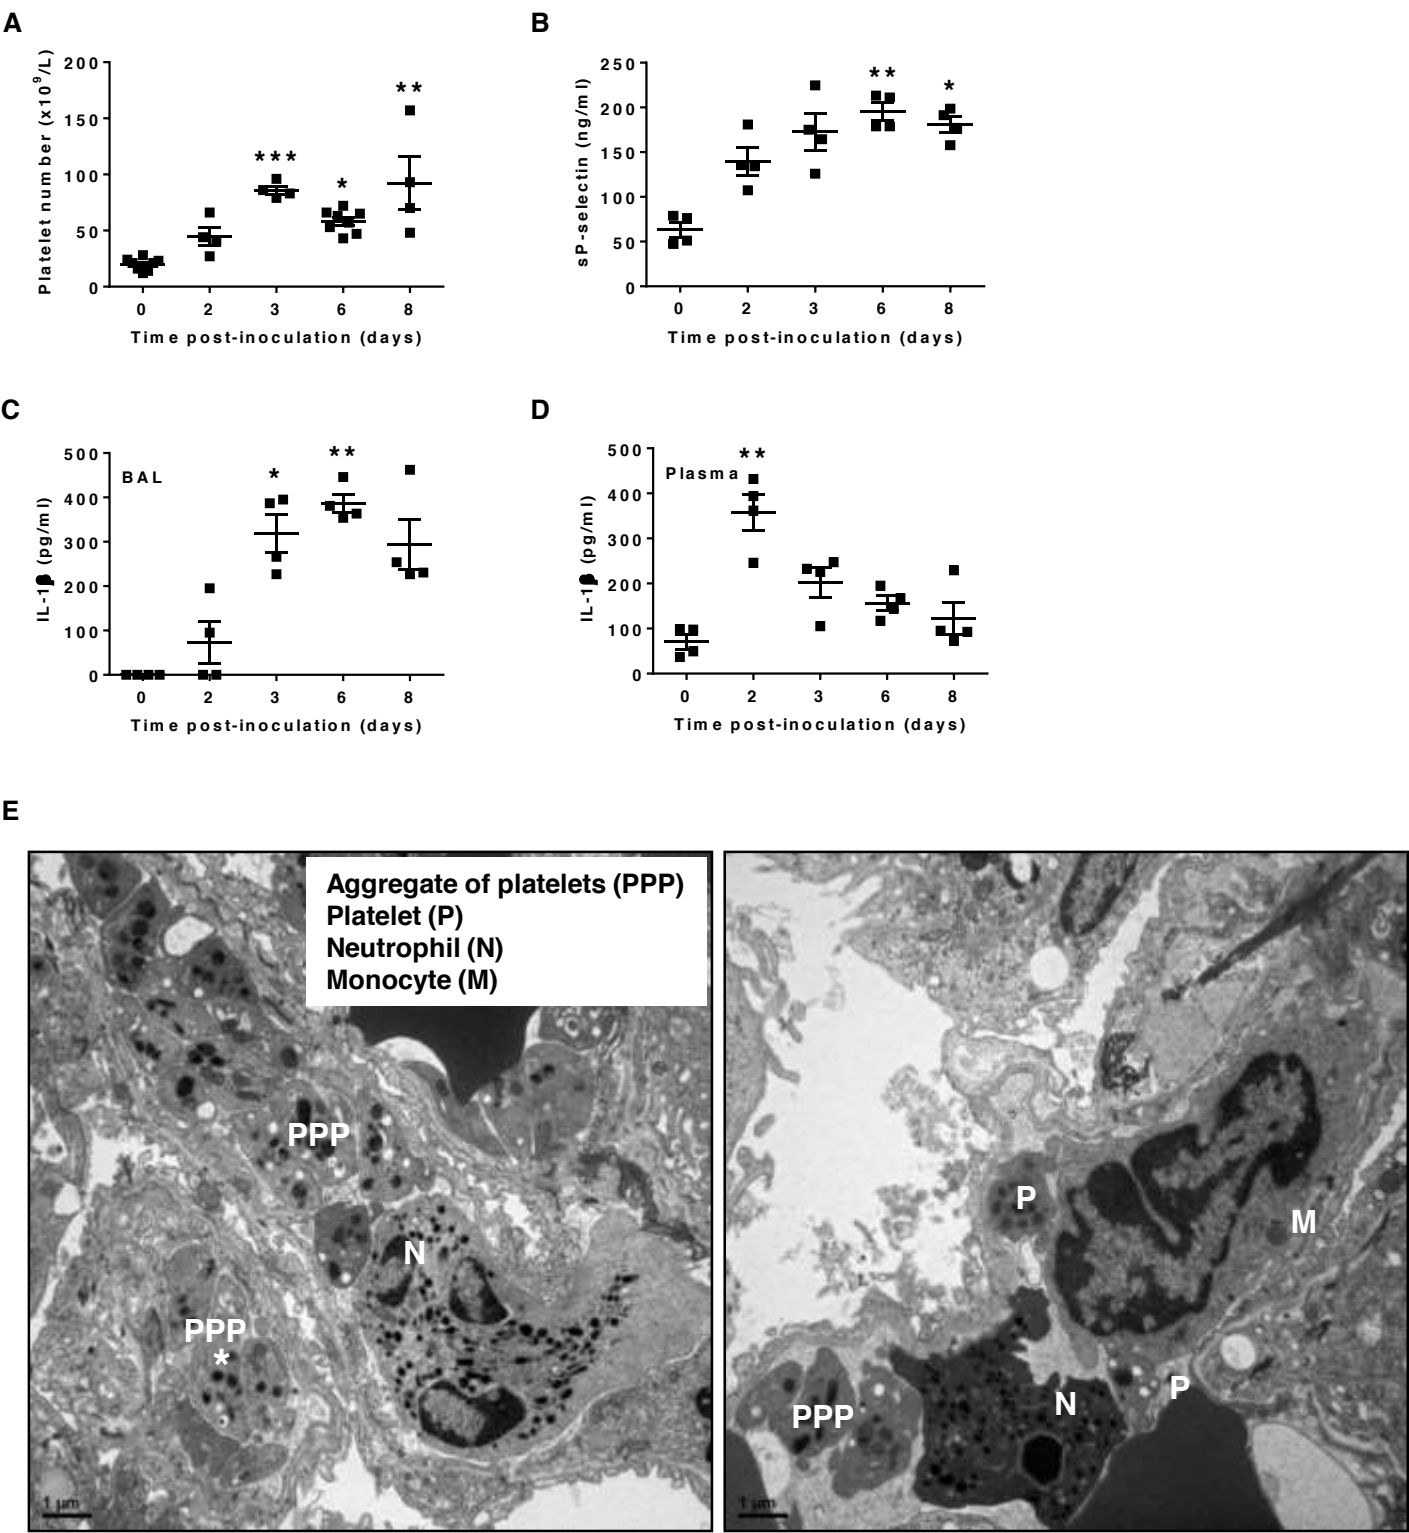 A
Platelet number (x10⁹/L)
200
150
100
50
0
***
*
**
0 2 3 6 8
Time post-inoculation (days)
B
sP-selectin (ng/ml)
250
200
150
100
50
0
**
*
0 2 3 6 8
Time post-inoculation (days)
C
IL-1β (pg/ml)
500
400
300
200
100
0
BAL
*
**
0 2 3 6 8
Time post-inoculation (days)
D
IL-1β (pg/ml)
500
400
300
200
100
0
Plasma
**
0 2 3 6 8
Time post-inoculation (days)
E
Aggregate of platelets (PPP)
Platelet (P)
Neutrophil (N)
Monocyte (M)
PPP
N
PPP
*
1 µm
P
M
P
N
PPP
1 µm